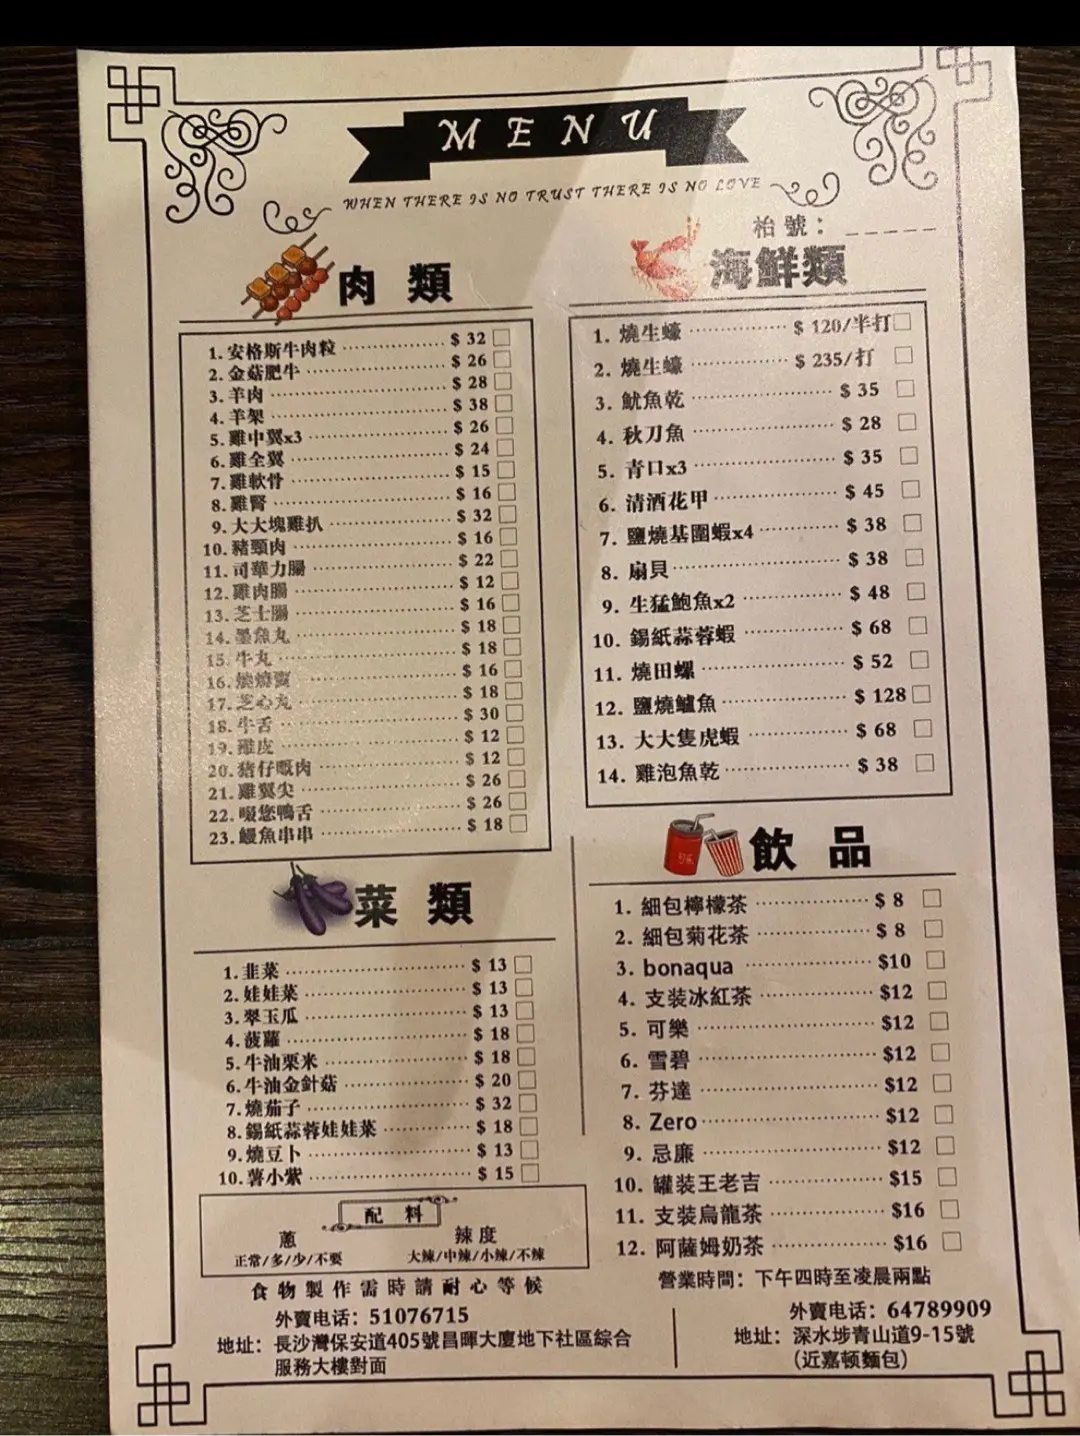 MENU
WHEN THERE IS NO TRUST THERE IS NO LOVE
枱號：_____
肉類
1.安格斯牛肉粒 $ 32
2.金菇肥牛 $ 26
3.羊肉 $ 28
4.羊架 $ 38
5.雞中翼x3 $ 26
6.雞全翼 $ 24
7.雞軟骨 $ 15
8.雞腎 $ 16
9.大大塊雞扒 $ 32
10.豬頸肉 $ 16
11.司華力腸 $ 22
12.雞肉腸 $ 12
13.芝士腸 $ 16
14.墨魚丸 $ 18
15.牛丸 $ 18
16. $ 16
17.芝心丸 $ 18
18.牛舌 $ 30
19.雞皮 $ 12
20.豬仔嘅肉 $ 12
21.雞翼尖 $ 26
22.啜您鴨舌 $ 26
23.鰻魚串串 $ 18
海鮮類
1. 燒生蠔 $ 120/半打
2. 燒生蠔 $ 235/打
3. 魷魚乾 $ 35
4. 秋刀魚 $ 28
5. 青口x3 $ 35
6. 清酒花甲 $ 45
7. 鹽燒基圍蝦x4 $ 38
8. 扇貝 $ 38
9. 生猛鮑魚x2 $ 48
10. 錫紙蒜蓉蝦 $ 68
11. 燒田螺 $ 52
12. 鹽燒鱸魚 $ 128
13. 大大隻虎蝦 $ 68
14. 雞泡魚乾 $ 38
菜類
1.韭菜 $ 13
2.娃娃菜 $ 13
3.翠玉瓜 $ 13
4.菠蘿 $ 18
5.牛油栗米 $ 18
6.牛油金針菇 $ 20
7.燒茄子 $ 32
8.錫紙蒜蓉娃娃菜 $ 18
9.燒豆卜 $ 13
10.薯小紫 $ 15
配料
蔥 辣度
正常/多/少/不要 大辣/中辣/小辣/不辣
食物製作需時請耐心等候
外賣电话：51076715
地址：長沙灣保安道405號昌暉大廈地下社區綜合
服務大樓對面
飲品
1. 細包檸檬茶 $ 8
2. 細包菊花茶 $ 8
3. bonaqua $10
4. 支装冰紅茶 $12
5. 可樂 $12
6. 雪碧 $12
7. 芬達 $12
8. Zero $12
9. 忌廉 $12
10. 罐装王老吉 $15
11. 支装烏龍茶 $16
12. 阿薩姆奶茶 $16
營業時間：下午四時至凌晨兩點
外賣电话：64789909
地址：深水埗青山道9-15號
（近嘉顿麵包）